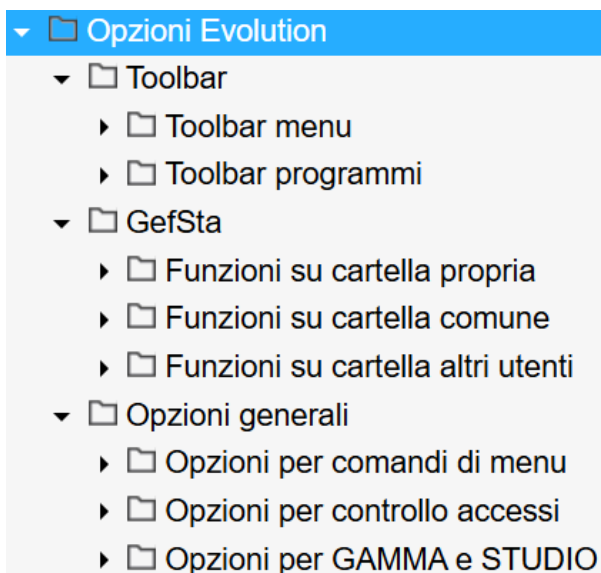 Opzioni Evolution
Toolbar
Toolbar menu
Toolbar programmi
GefSta
Funzioni su cartella propria
Funzioni su cartella comune
Funzioni su cartella altri utenti
Opzioni generali
Opzioni per comandi di menu
Opzioni per controllo accessi
Opzioni per GAMMA e STUDIO